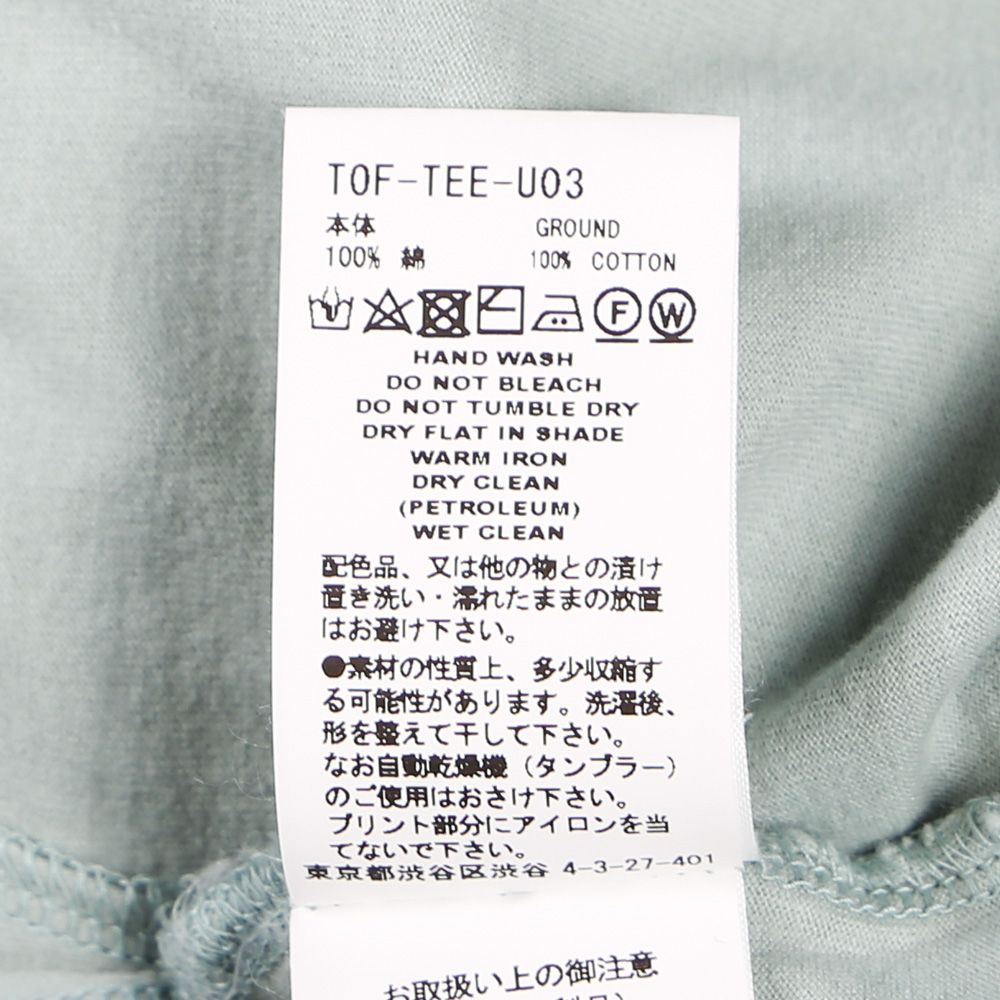 TOF-TEE-U03
本体 GROUND
100% 綿 100% COTTON
F W
HAND WASH
DO NOT BLEACH
DO NOT TUMBLE DRY
DRY FLAT IN SHADE
WARM IRON
DRY CLEAN
(PETROLEUM)
WET CLEAN
配色品、又は他の物との漬け
置き洗い・濡れたままの放置
はお避け下さい。
●素材の性質上、多少収縮す
る可能性があります。洗濯後、
形を整えて干して下さい。
なお自動乾燥機（タンブラー）
のご使用はおさけ下さい。
プリント部分にアイロンを当
てないで下さい。
東京都渋谷区渋谷 4-3-27-401
お取扱い上の御注意